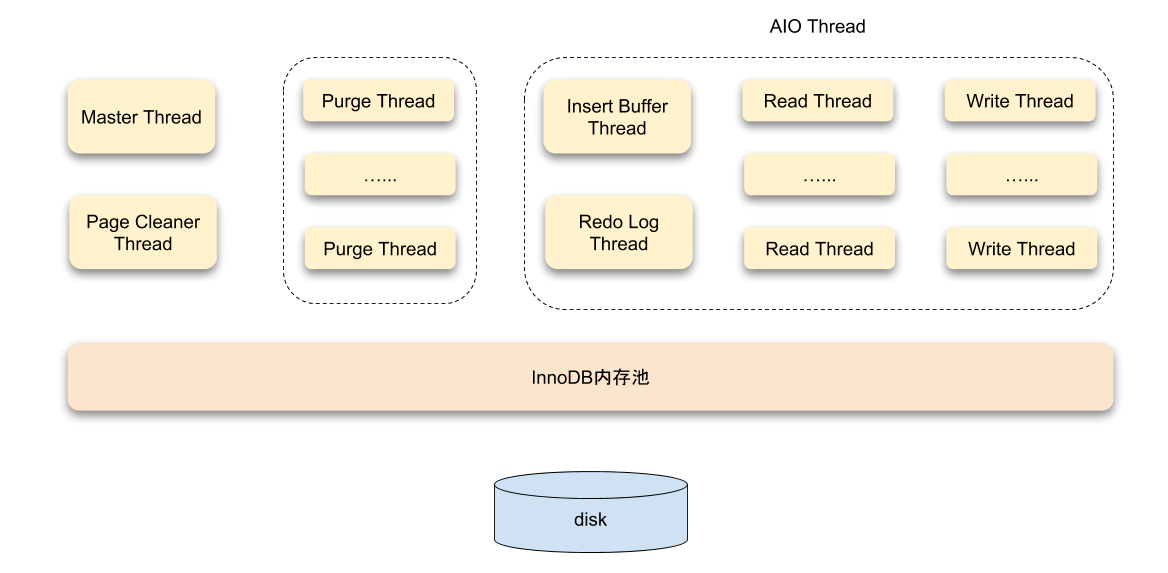 AIO Thread
Master Thread
Page Cleaner
Thread
Purge Thread
…...
Purge Thread
Insert Buffer
Thread
Redo Log
Thread
Read Thread
…...
Read Thread
Write Thread
…...
Write Thread
InnoDB内存池
disk